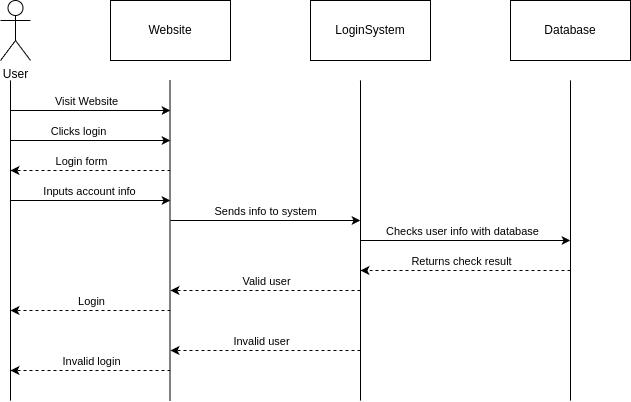 Website
LoginSystem
Database
User
Visit Website
Clicks login
Login form
Inputs account info
Sends info to system
Checks user info with database
Returns check result
Valid user
Login
Invalid user
Invalid login